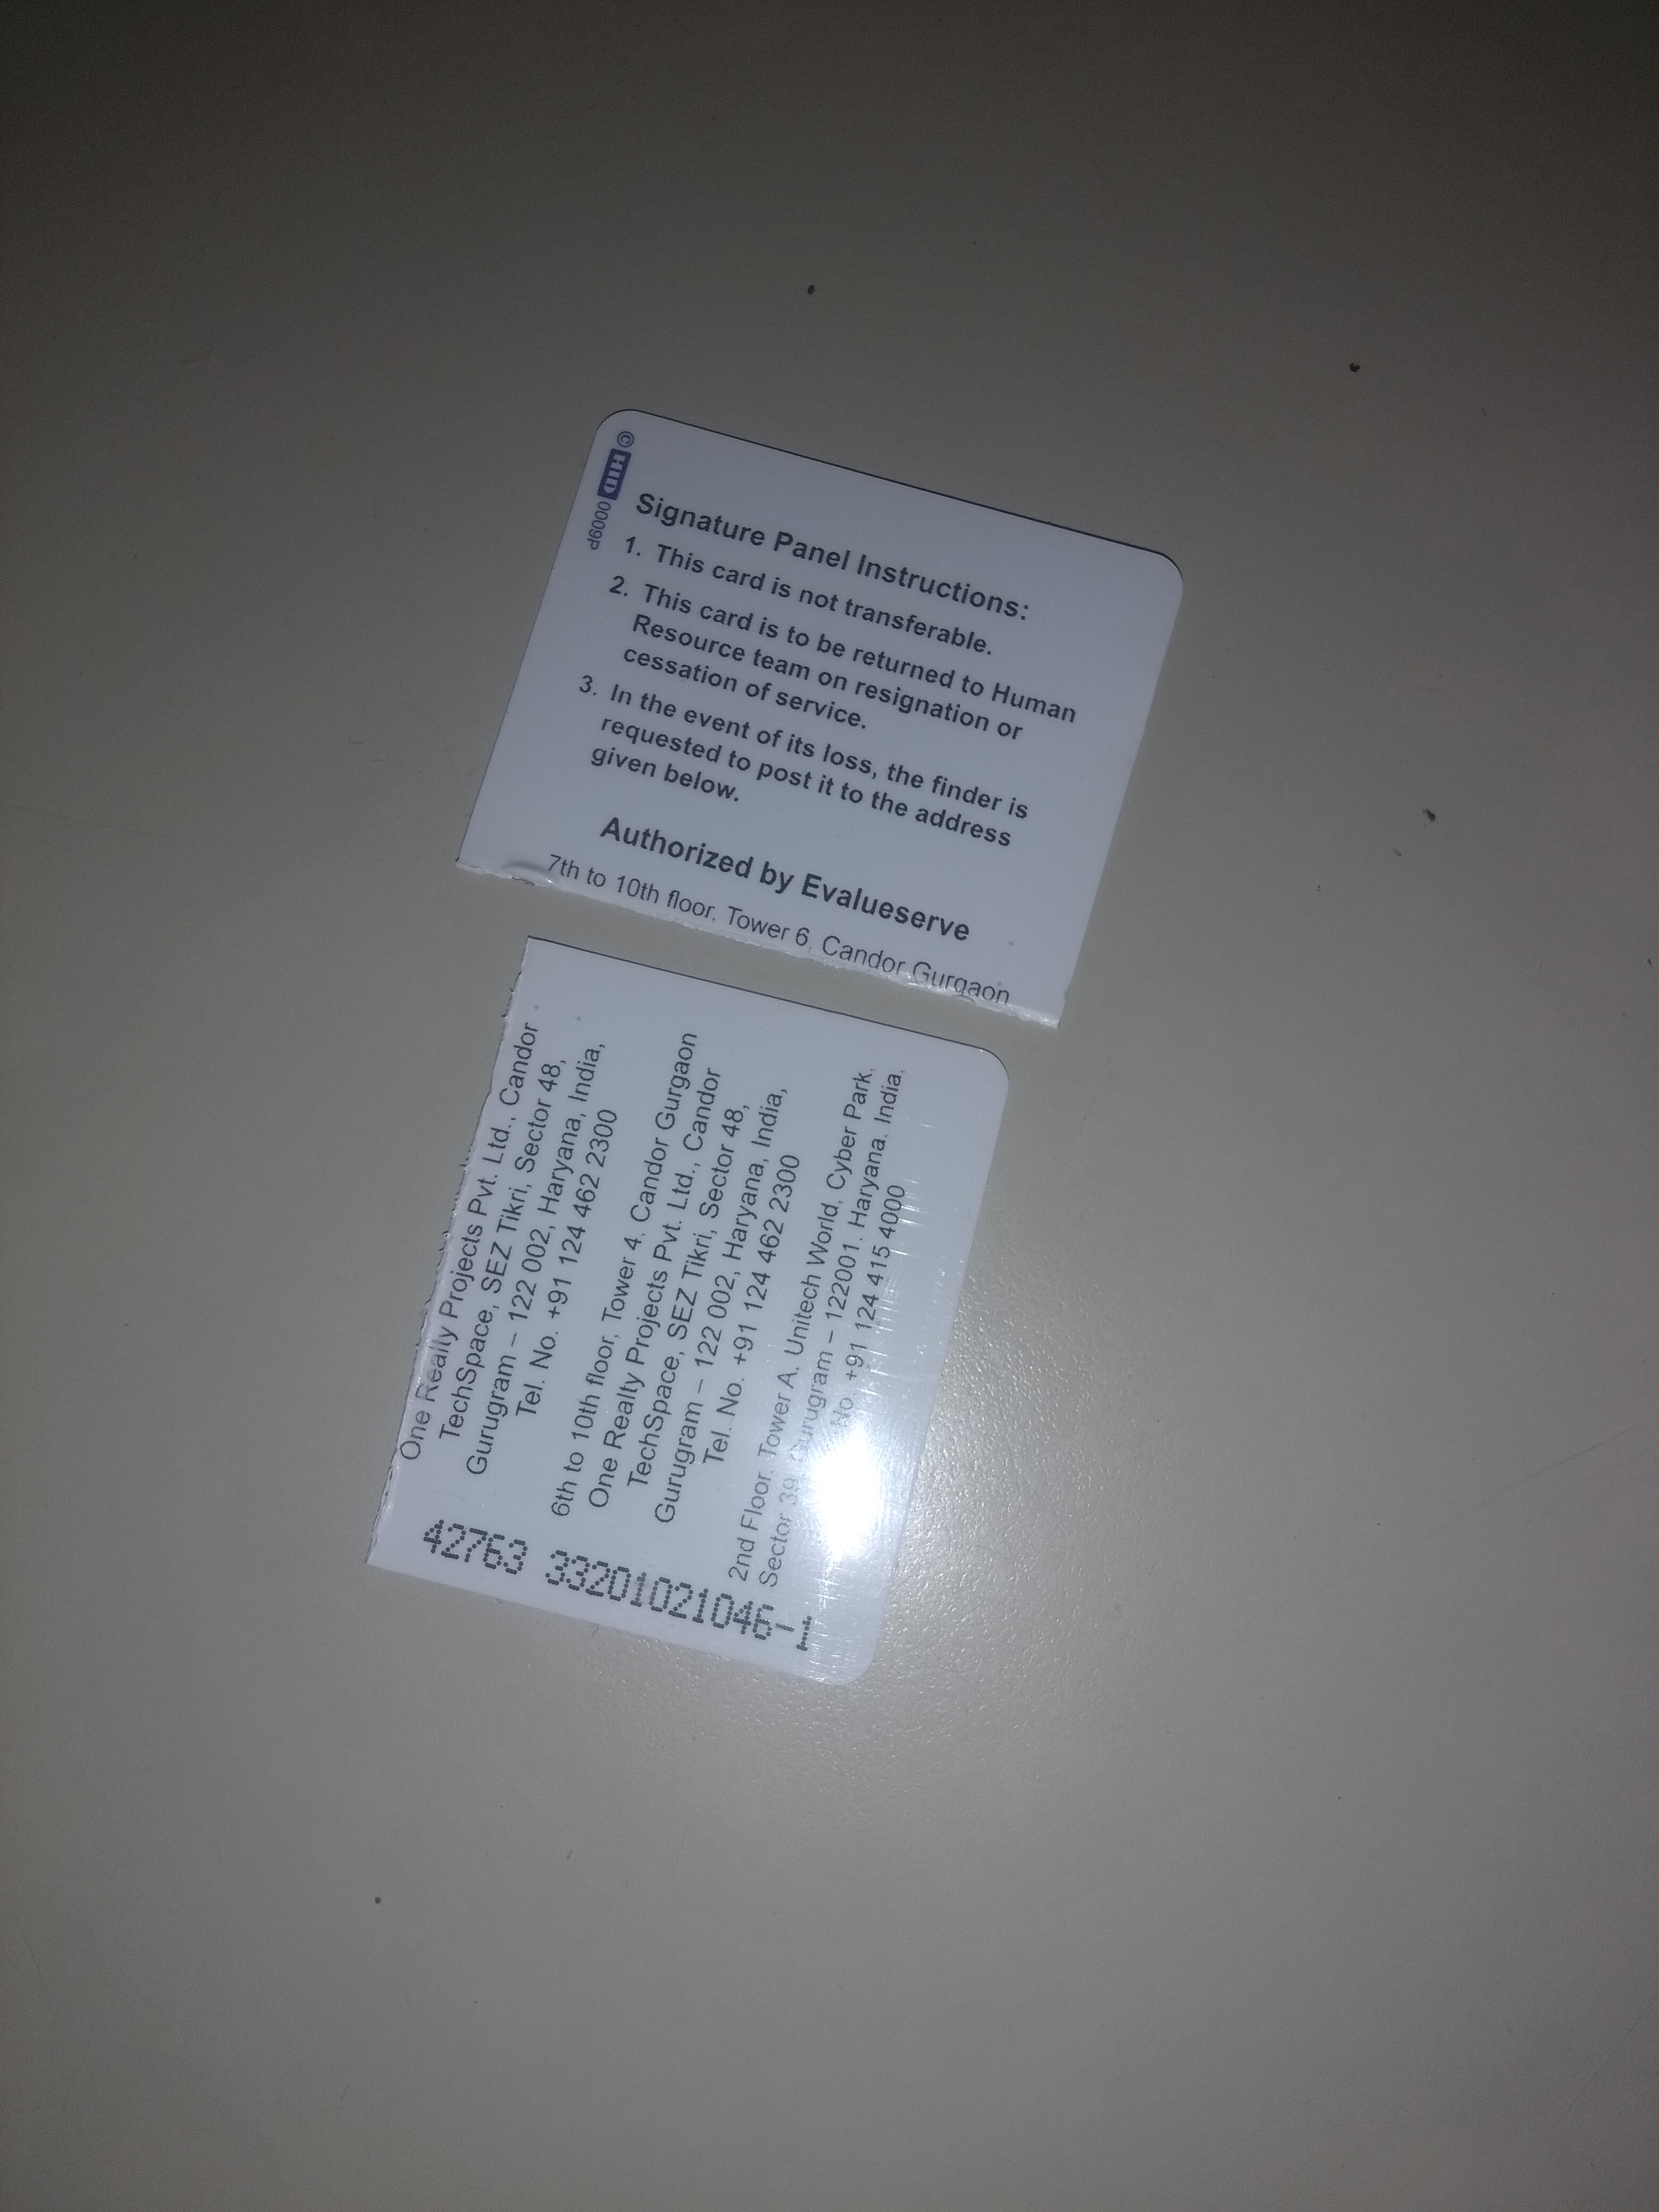 © HID 0009P
Signature Panel Instructions:
1. This card is not transferable.
2. This card is to be returned to Human
Resource team on resignation or
cessation of service.
3. In the event of its loss, the finder is
requested to post it to the address
given below.
Authorized by Evalueserve
7th to 10th floor, Tower 6, Candor Gurgaon
One Realty Projects Pvt. Ltd., Candor
TechSpace, SEZ Tikri, Sector 48,
Gurugram – 122 002, Haryana, India,
Tel. No. +91 124 462 2300
6th to 10th floor, Tower 4, Candor Gurgaon
One Realty Projects Pvt. Ltd., Candor
TechSpace, SEZ Tikri, Sector 48,
Gurugram – 122 002, Haryana, India,
Tel. No. +91 124 462 2300
2nd Floor, Tower A, Unitech World, Cyber Park,
Sector 39, Gurugram – 122001. Haryana. India,
No. +91 124 415 4000
42763 33201021046-1